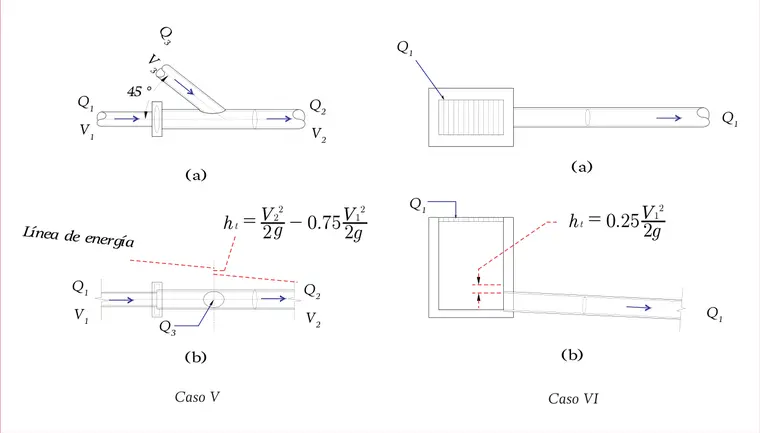 Q3
V3
45 °
Q1
V1
Q2
V2
(a)
Línea de energía
ht = V2²/2g − 0.75 V1²/2g
Q1
V1
Q2
V2
Q3
(b)
Caso V
Q1
Q1
(a)
Q1
ht = 0.25 V1²/2g
Q1
(b)
Caso VI